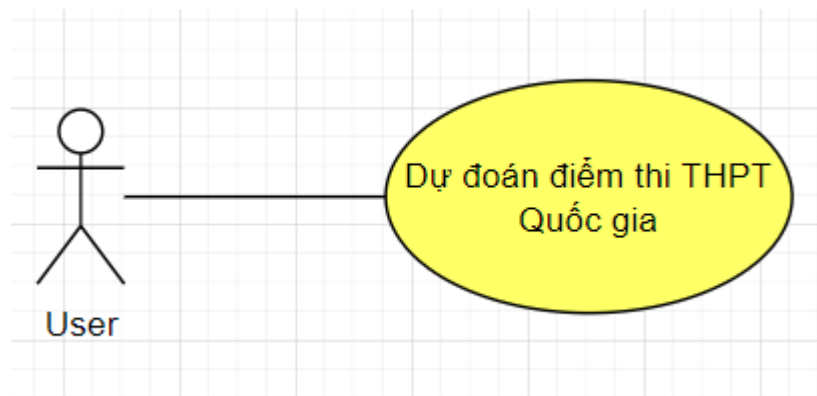 Dự đoán điểm thi THPT
Quốc gia
User